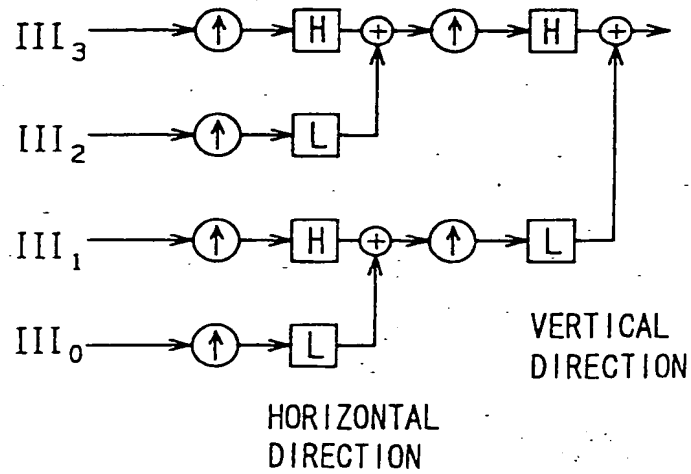 III₃ ↑ H + ↑ H +
III₂ ↑ L
III₁ ↑ H + ↑ L
III₀ ↑ L
VERTICAL
DIRECTION
HORIZONTAL
DIRECTION